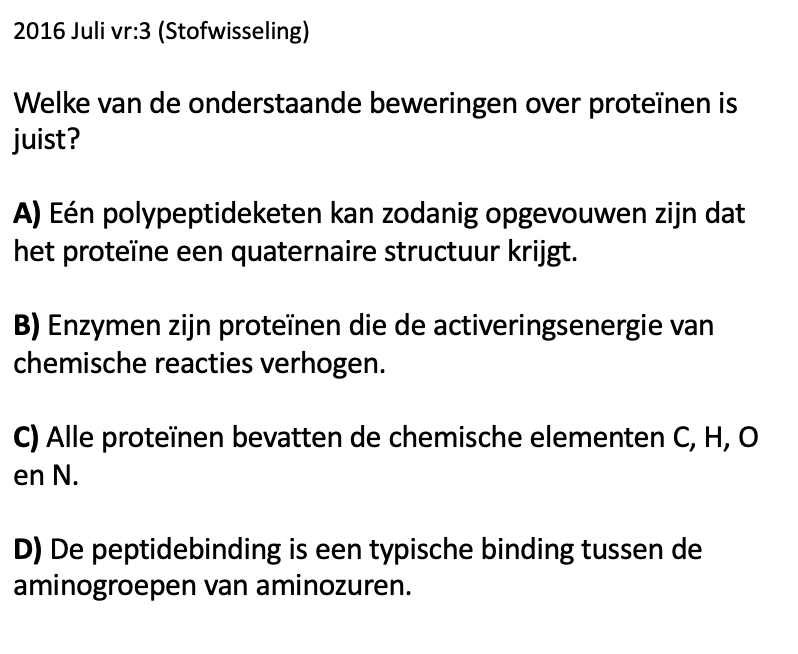 2016 Juli vr:3 (Stofwisseling)
Welke van de onderstaande beweringen over proteïnen is
juist?
A) Eén polypeptideketen kan zodanig opgevouwen zijn dat
het proteïne een quaternaire structuur krijgt.
B) Enzymen zijn proteïnen die de activeringsenergie van
chemische reacties verhogen.
C) Alle proteïnen bevatten de chemische elementen C, H, O
en N.
D) De peptidebinding is een typische binding tussen de
aminogroepen van aminozuren.